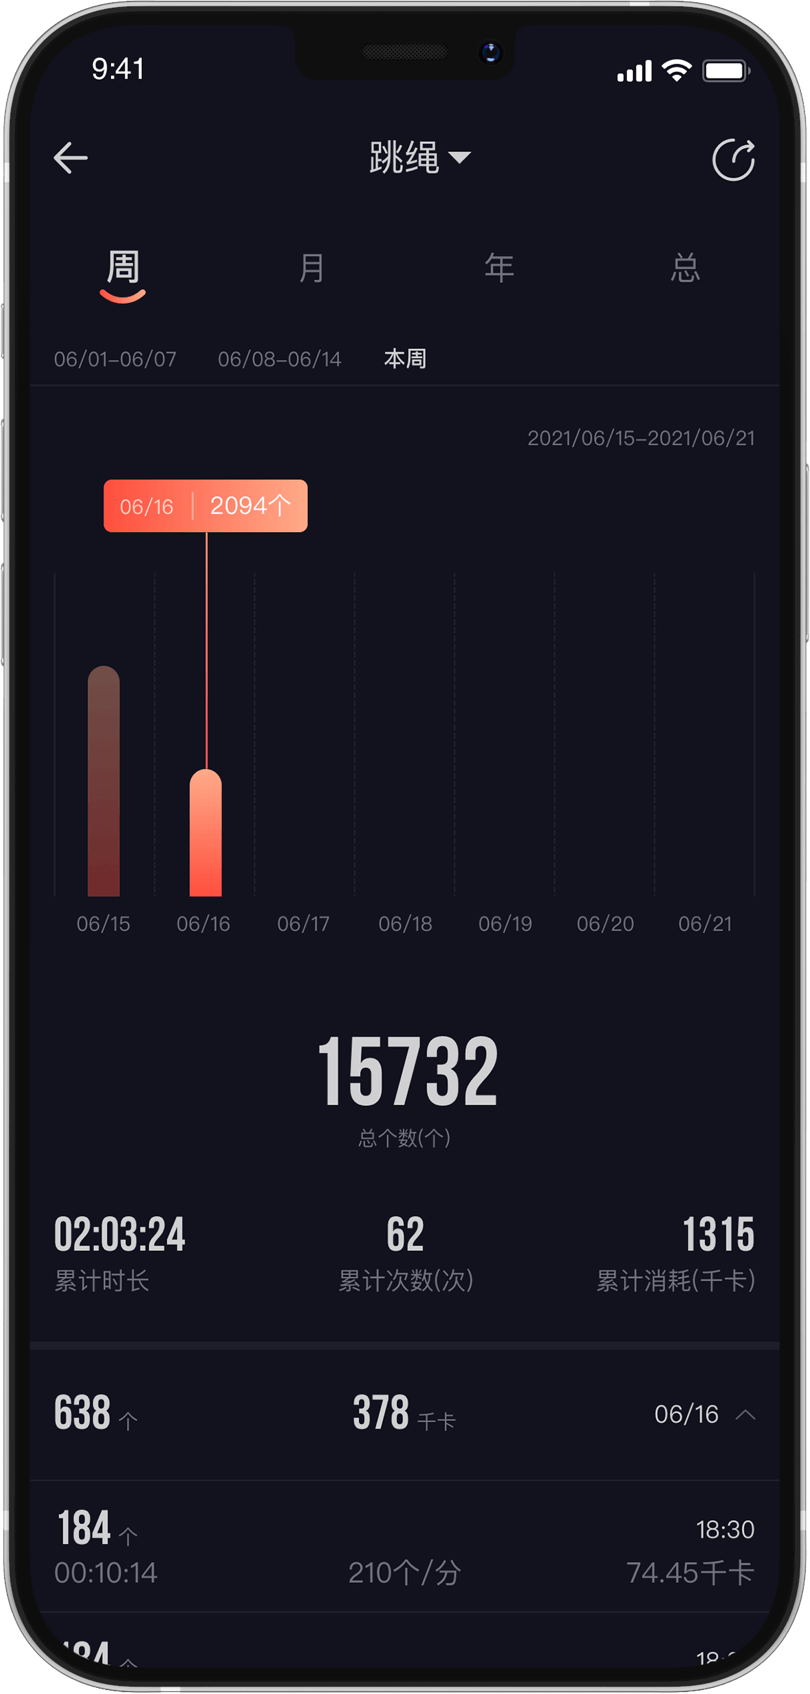 9:41
跳绳
周 月 年 总
06/01-06/07 06/08-06/14 本周
2021/06/15-2021/06/21
06/16 2094个
06/15 06/16 06/17 06/18 06/19 06/20 06/21
15732
总个数(个)
02:03:24 62 1315
累计时长 累计次数(次) 累计消耗(千卡)
638 个 378 千卡 06/16
184 个 18:30
00:10:14 210个/分 74.45千卡
184 个